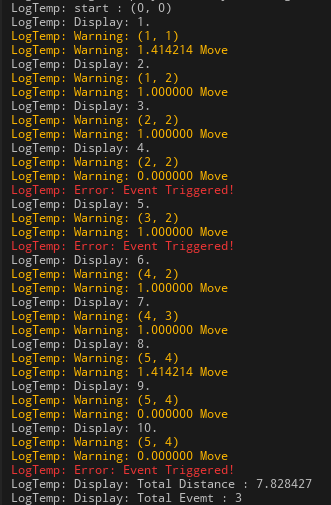 LogTemp: start : (0, 0)
LogTemp: Display: 1.
LogTemp: Warning: (1, 1)
LogTemp: Warning: 1.414214 Move
LogTemp: Display: 2.
LogTemp: Warning: (1, 2)
LogTemp: Warning: 1.000000 Move
LogTemp: Display: 3.
LogTemp: Warning: (2, 2)
LogTemp: Warning: 1.000000 Move
LogTemp: Display: 4.
LogTemp: Warning: (2, 2)
LogTemp: Warning: 0.000000 Move
LogTemp: Error: Event Triggered!
LogTemp: Display: 5.
LogTemp: Warning: (3, 2)
LogTemp: Warning: 1.000000 Move
LogTemp: Error: Event Triggered!
LogTemp: Display: 6.
LogTemp: Warning: (4, 2)
LogTemp: Warning: 1.000000 Move
LogTemp: Display: 7.
LogTemp: Warning: (4, 3)
LogTemp: Warning: 1.000000 Move
LogTemp: Display: 8.
LogTemp: Warning: (5, 4)
LogTemp: Warning: 1.414214 Move
LogTemp: Display: 9.
LogTemp: Warning: (5, 4)
LogTemp: Warning: 0.000000 Move
LogTemp: Display: 10.
LogTemp: Warning: (5, 4)
LogTemp: Warning: 0.000000 Move
LogTemp: Error: Event Triggered!
LogTemp: Display: Total Distance : 7.828427
LogTemp: Display: Total Evemt : 3